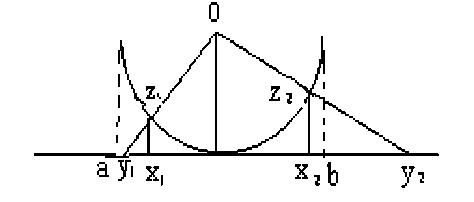 0
z₁ z₂
a y₁ x₁ x₂ b y₂